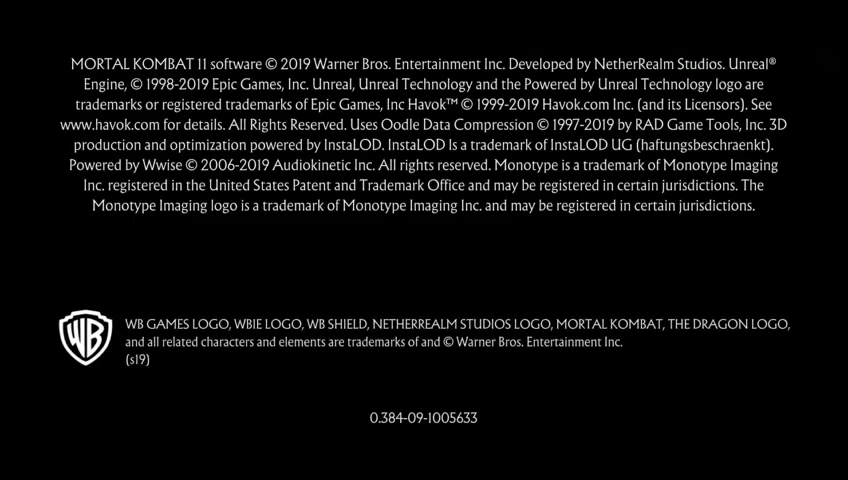 MORTAL KOMBAT 11 software © 2019 Warner Bros. Entertainment Inc. Developed by NetherRealm Studios. Unreal®
Engine, © 1998-2019 Epic Games, Inc. Unreal, Unreal Technology and the Powered by Unreal Technology logo are
trademarks or registered trademarks of Epic Games, Inc Havok™ © 1999-2019 Havok.com Inc. (and its Licensors). See
www.havok.com for details. All Rights Reserved. Uses Oodle Data Compression © 1997-2019 by RAD Game Tools, Inc. 3D
production and optimization powered by InstaLOD. InstaLOD Is a trademark of InstaLOD UG (haftungsbeschraenkt).
Powered by Wwise © 2006-2019 Audiokinetic Inc. All rights reserved. Monotype is a trademark of Monotype Imaging
Inc. registered in the United States Patent and Trademark Office and may be registered in certain jurisdictions. The
Monotype Imaging logo is a trademark of Monotype Imaging Inc. and may be registered in certain jurisdictions.
WB
WB GAMES LOGO, WBIE LOGO, WB SHIELD, NETHERREALM STUDIOS LOGO, MORTAL KOMBAT, THE DRAGON LOGO,
and all related characters and elements are trademarks of and © Warner Bros. Entertainment Inc.
(s19)
0.384-09-1005633